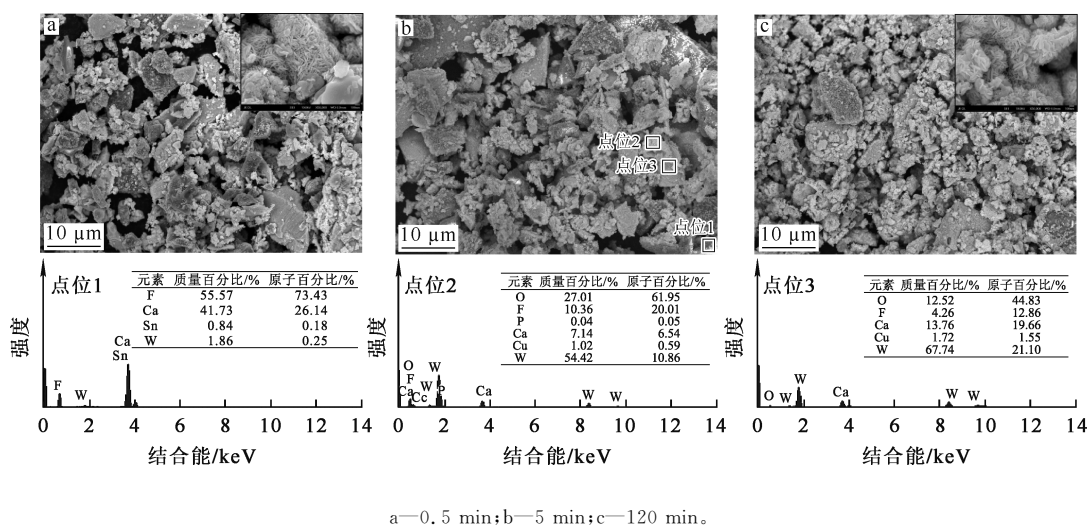 a
b
c
点位2
点位3
点位1
10 μm
10 μm
10 μm
点位1
元素 质量百分比/% 原子百分比/%
F 55.57 73.43
Ca 41.73 26.14
Sn 0.84 0.18
W 1.86 0.25
强度
Ca
Sn
F
W
0 2 4 6 8 10 12 14
结合能/keV
点位2
元素 质量百分比/% 原子百分比/%
O 27.01 61.95
F 10.36 20.01
P 0.04 0.05
Ca 7.14 6.54
Cu 1.02 0.59
W 54.42 10.86
强度
O
F W
Ca W P
Cc
Ca
W W
0 2 4 6 8 10 12 14
结合能/keV
点位3
元素 质量百分比/% 原子百分比/%
O 12.52 44.83
F 4.26 12.86
Ca 13.76 19.66
Cu 1.72 1.55
W 67.74 21.10
强度
W
O W
Ca
W W
0 2 4 6 8 10 12 14
结合能/keV
a—0.5 min;b—5 min;c—120 min。